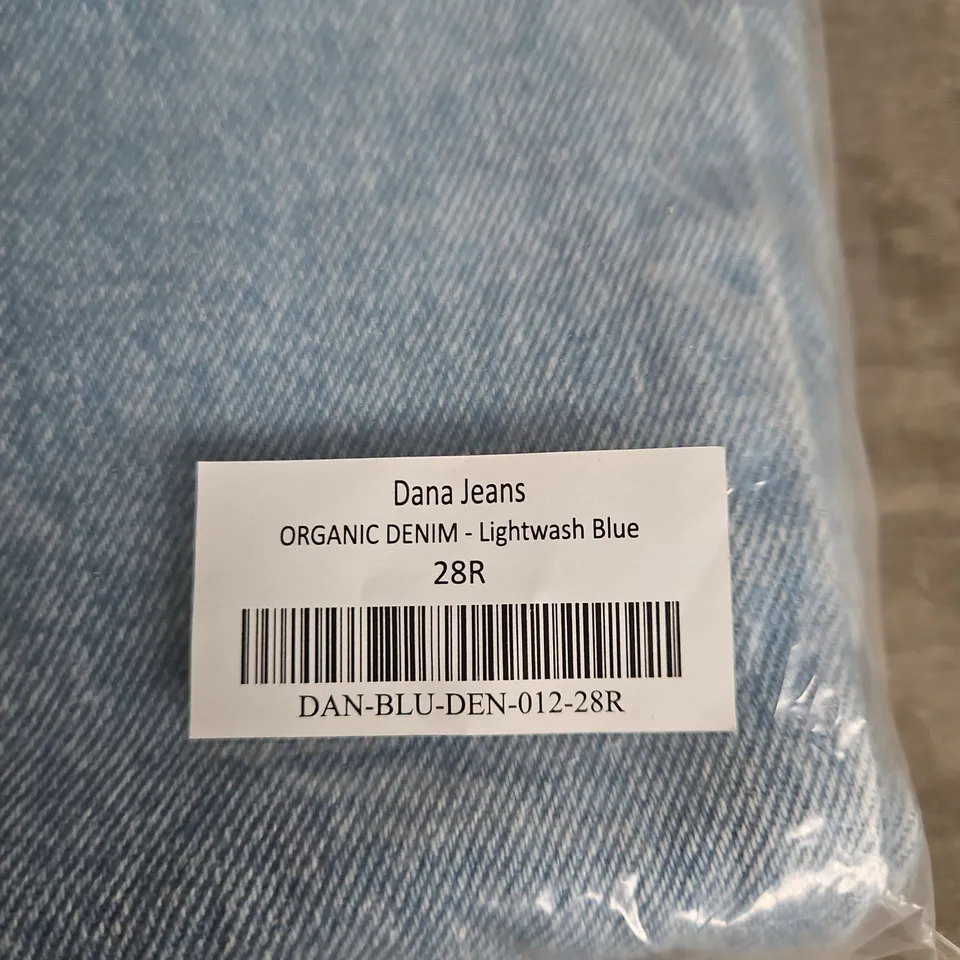 Dana Jeans
ORGANIC DENIM - Lightwash Blue
28R
DAN-BLU-DEN-012-28R